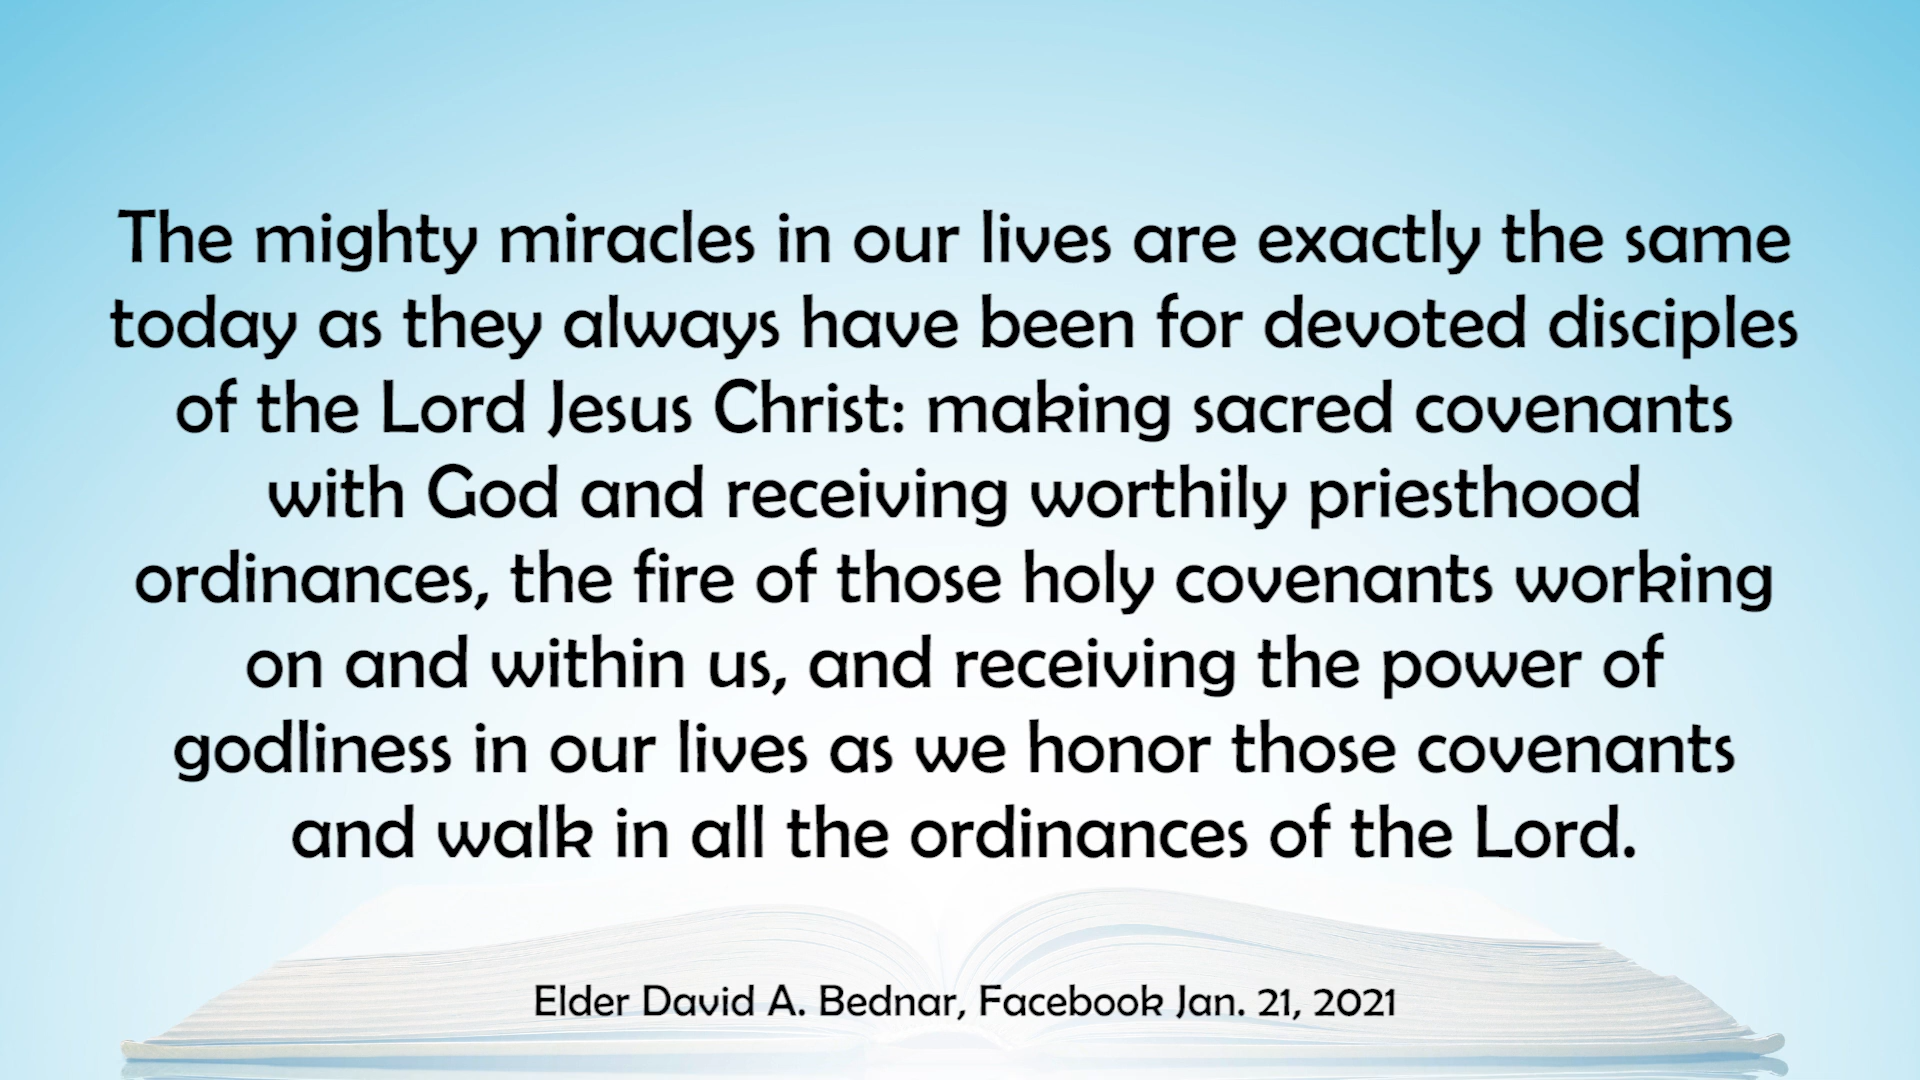 The mighty miracles in our lives are exactly the same
today as they always have been for devoted disciples
of the Lord Jesus Christ: making sacred covenants
with God and receiving worthily priesthood
ordinances, the fire of those holy covenants working
on and within us, and receiving the power of
godliness in our lives as we honor those covenants
and walk in all the ordinances of the Lord.
Elder David A. Bednar, Facebook Jan. 21, 2021